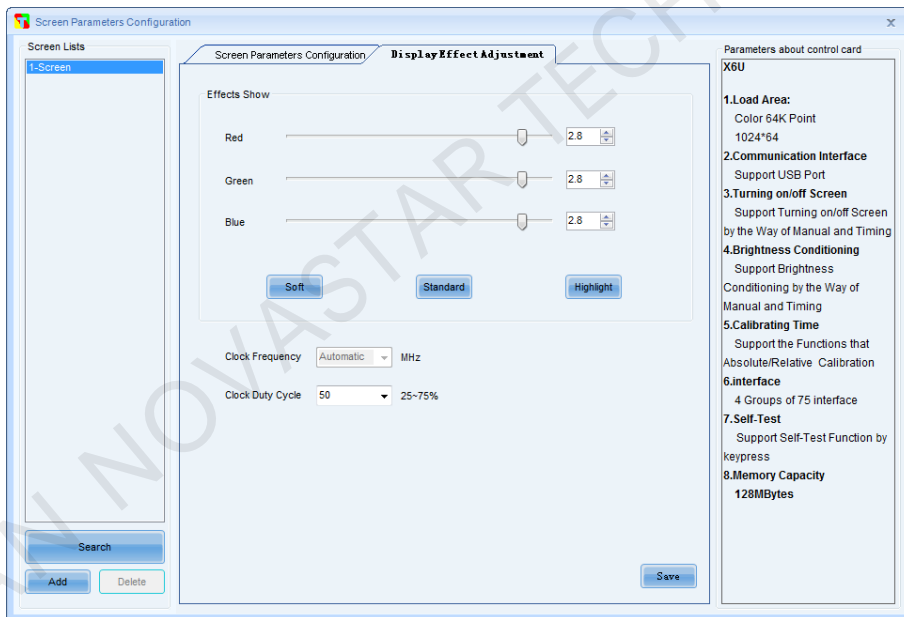 Screen Parameters Configuration
x
Screen Lists
1-Screen
Search
Add
Delete
Screen Parameters Configuration
Display Effect Adjustment
Effects Show
Red
2.8
Green
2.8
Blue
2.8
Soft
Standard
Highlight
Clock Frequency
Automatic
MHz
Clock Duty Cycle
50
25~75%
Save
Parameters about control card
X6U
1.Load Area:
Color 64K Point
1024*64
2.Communication Interface
Support USB Port
3.Turning on/off Screen
Support Turning on/off Screen
by the Way of Manual and Timing
4.Brightness Conditioning
Support Brightness
Conditioning by the Way of
Manual and Timing
5.Calibrating Time
Support the Functions that
Absolute/Relative Calibration
6.interface
4 Groups of 75 interface
7.Self-Test
Support Self-Test Function by
keypress
8.Memory Capacity
128MBytes
AN NOVASTAR TECH